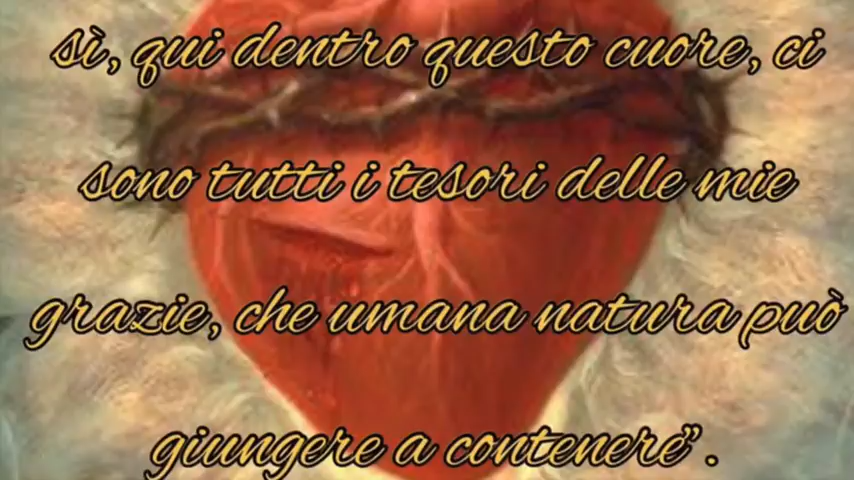 sì, qui dentro questo cuore, ci
sono tutti i tesori delle mie
grazie, che umana natura può
giungere a contenere”.